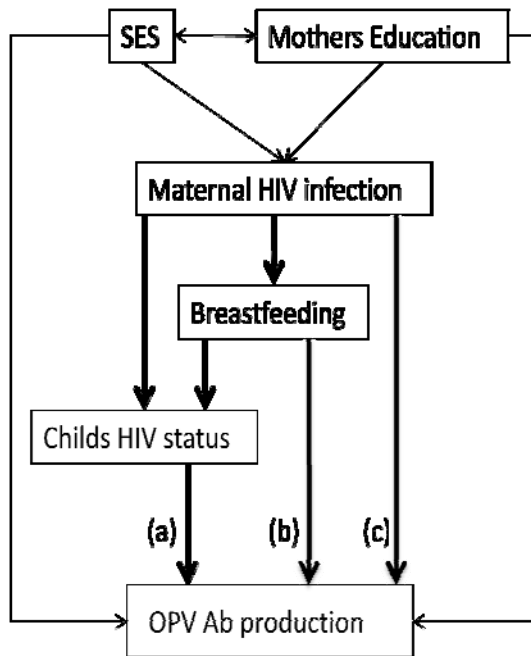 SES
Mothers Education
Maternal HIV infection
Breastfeeding
Childs HIV status
(a)
(b)
(c)
OPV Ab production